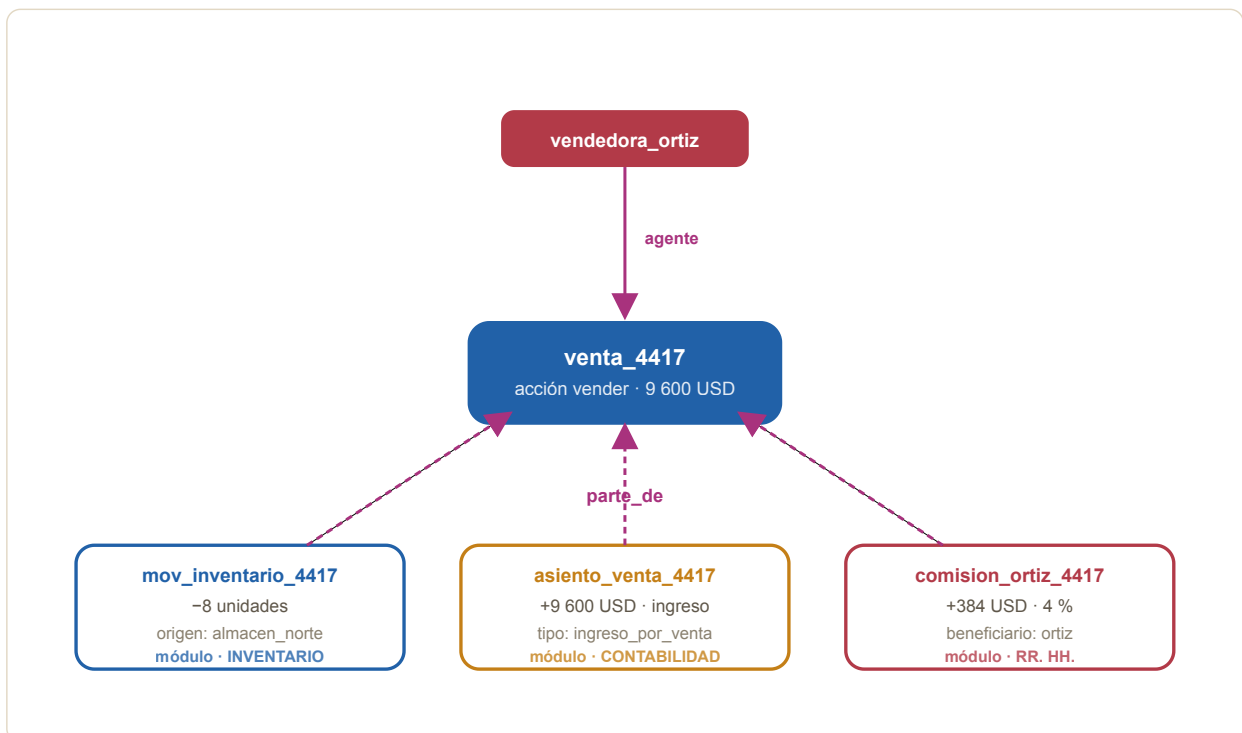 vendedora_ortiz
agente
venta_4417
acción vender · 9 600 USD
parte_de
mov_inventario_4417
−8 unidades
origen: almacen_norte
módulo · INVENTARIO
asiento_venta_4417
+9 600 USD · ingreso
tipo: ingreso_por_venta
módulo · CONTABILIDAD
comision_ortiz_4417
+384 USD · 4 %
beneficiario: ortiz
módulo · RR. HH.